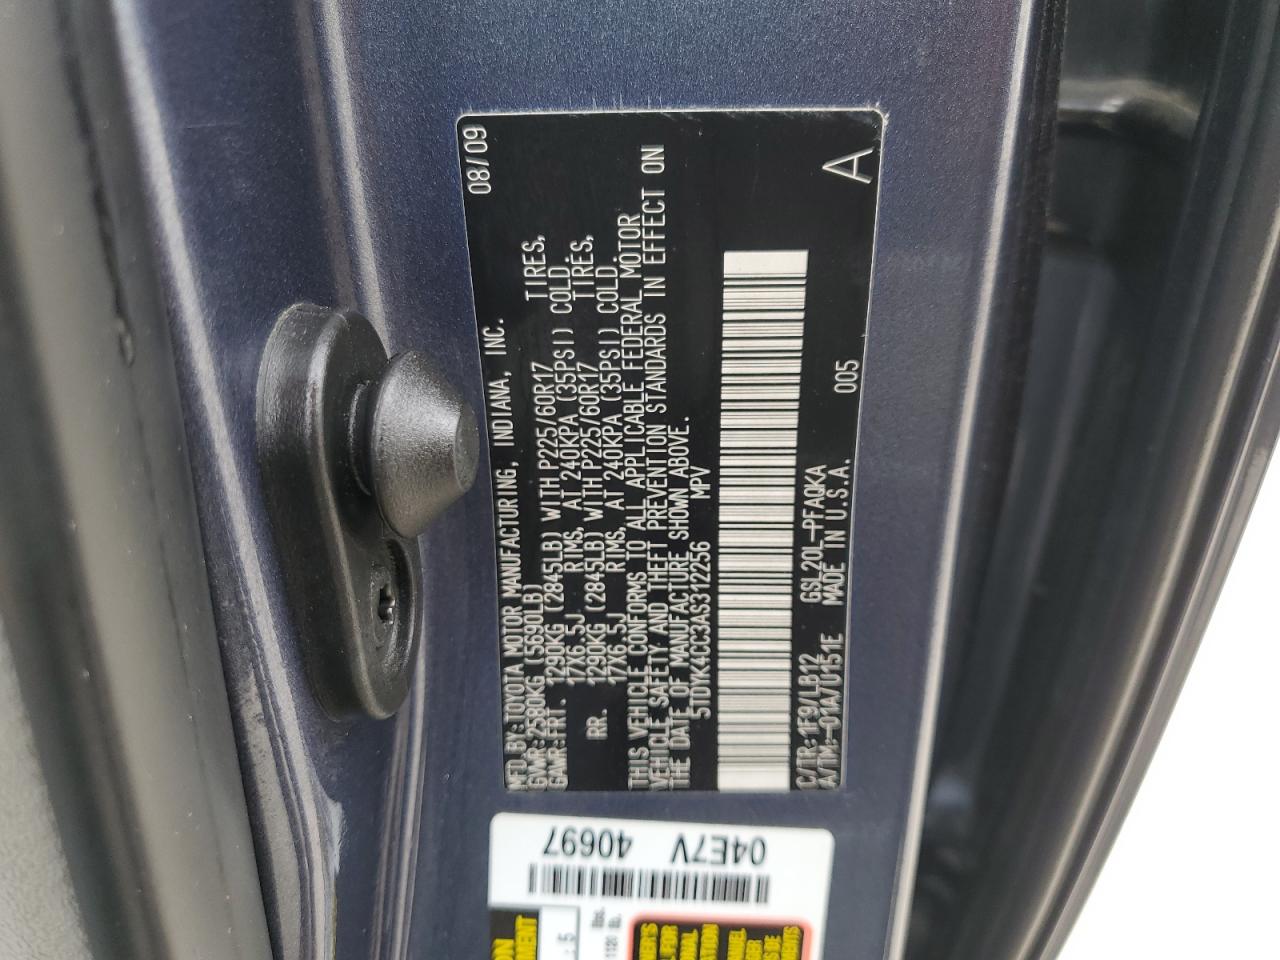 MFD.BY:TOYOTA MOTOR MANUFACTURING, INDIANA, INC. 08/09
GVWR:2580KG (5690LB)
GAWR:FRT. 1290KG (2845LB) WITH P225/60R17 TIRES,
17X6.5J RIMS, AT 240KPA (35PSI) COLD.
RR. 1290KG (2845LB) WITH P225/60R17 TIRES,
17X6.5J RIMS, AT 240KPA (35PSI) COLD.
THIS VEHICLE CONFORMS TO ALL APPLICABLE FEDERAL MOTOR
VEHICLE SAFETY AND THEFT PREVENTION STANDARDS IN EFFECT ON
THE DATE OF MANUFACTURE SHOWN ABOVE.
5TDYK4CC3AS312256 MPV
C/TR:1F9/LB12 GSL20L-PFAQKA 005
A/TM:-01A/U151E MADE IN U.S.A. A
04E7V 40697